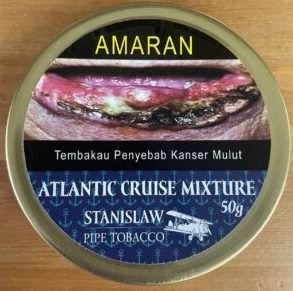 AMARAN
Tembakau Penyebab Kanser Mulut
ATLANTIC CRUISE MIXTURE
50g
STANISLAW
PIPE TOBACCO